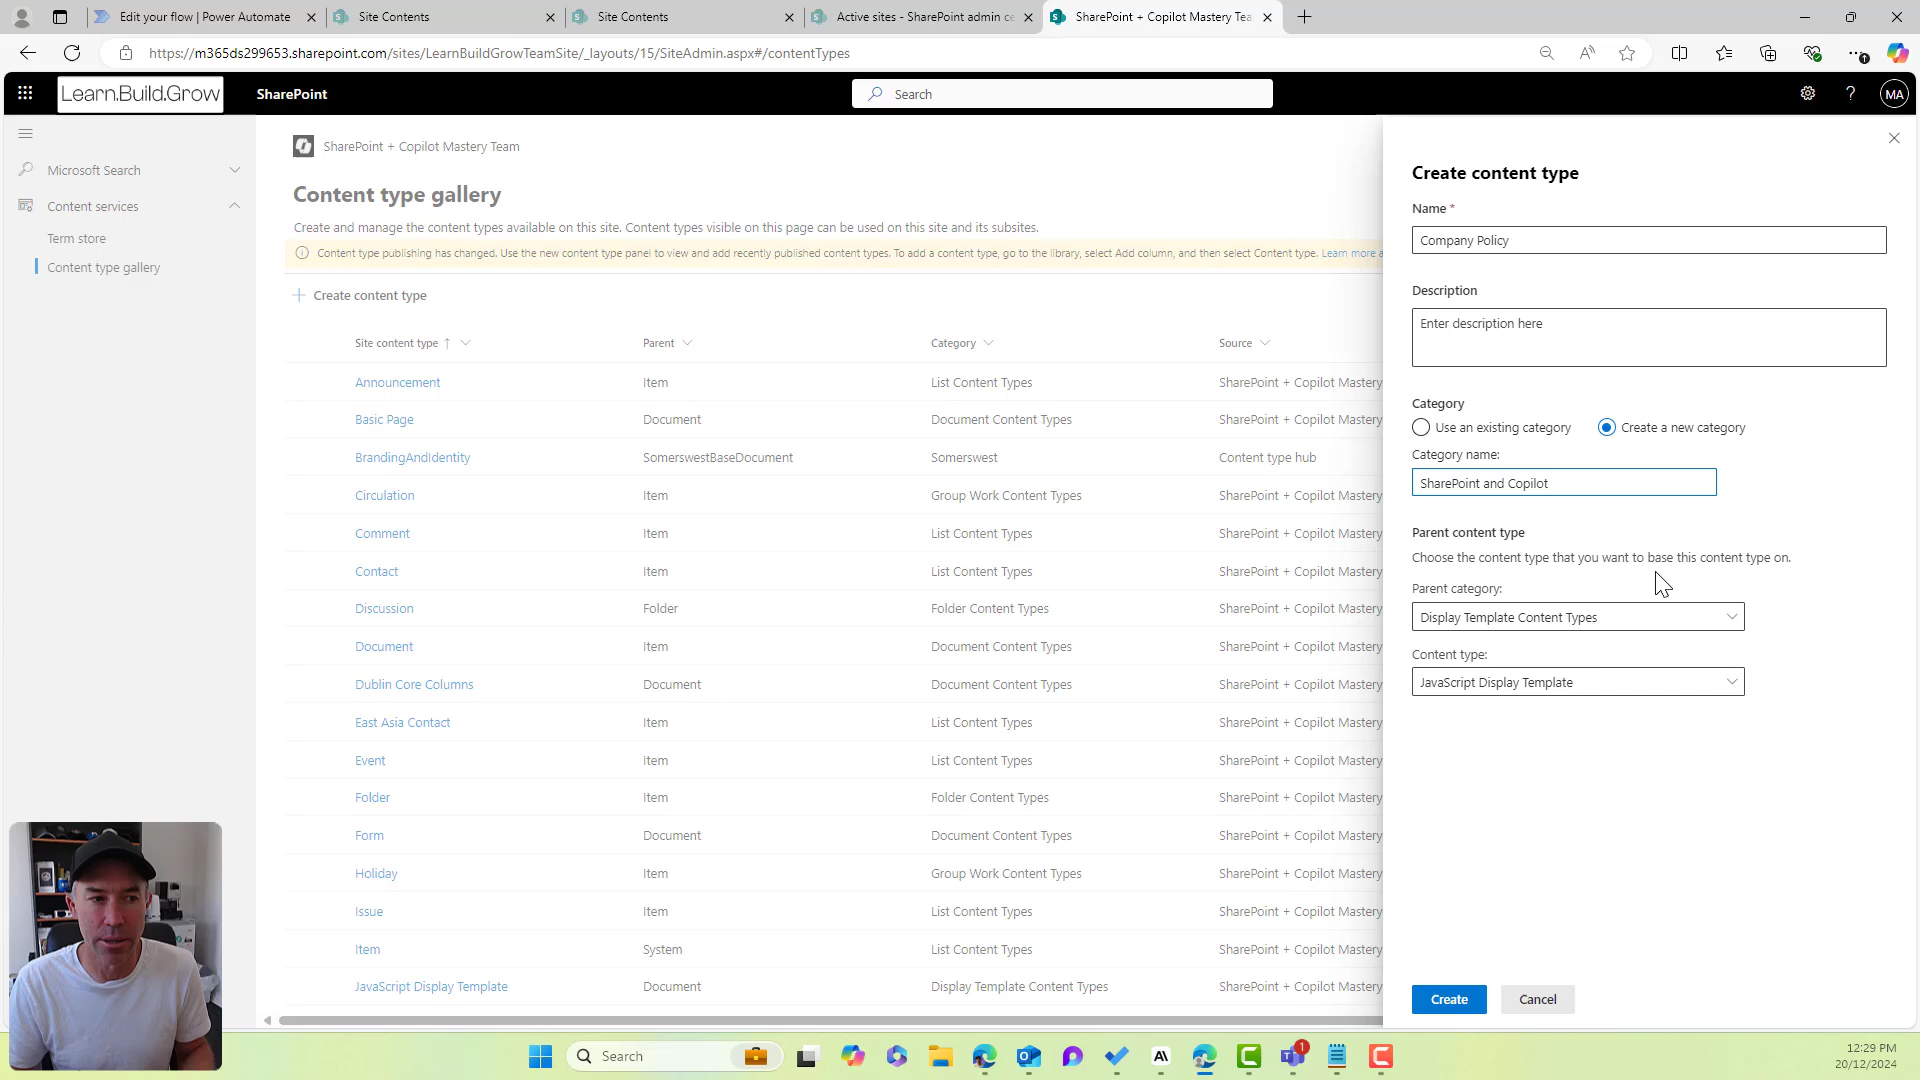 Edit your flow | Power Automate
Site Contents
Site Contents
Active sites - SharePoint admin ce
SharePoint + Copilot Mastery Tea
https://m365ds299653.sharepoint.com/sites/LearnBuildGrowTeamSite/_layouts/15/SiteAdmin.aspx#/contentTypes
Learn.Build.Grow
SharePoint
Search
?
MA
Microsoft Search
Content services
Term store
Content type gallery
SharePoint + Copilot Mastery Team
Content type gallery
Create and manage the content types available on this site. Content types visible on this page can be used on this site and its subsites.
Content type publishing has changed. Use the new content type panel to view and add recently published content types. To add a content type, go to the library, select Add column, and then select Content type. Learn more a
Create content type
Site content type Parent Category Source
Announcement Item List Content Types SharePoint + Copilot Mastery
Basic Page Document Document Content Types SharePoint + Copilot Mastery
BrandingAndIdentity SomerswestBaseDocument Somerswest Content type hub
Circulation Item Group Work Content Types SharePoint + Copilot Mastery
Comment Item List Content Types SharePoint + Copilot Mastery
Contact Item List Content Types SharePoint + Copilot Mastery
Discussion Folder Folder Content Types SharePoint + Copilot Mastery
Document Item Document Content Types SharePoint + Copilot Mastery
Dublin Core Columns Document Document Content Types SharePoint + Copilot Mastery
East Asia Contact Item List Content Types SharePoint + Copilot Mastery
Event Item List Content Types SharePoint + Copilot Mastery
Folder Item Folder Content Types SharePoint + Copilot Mastery
Form Document Document Content Types SharePoint + Copilot Mastery
Holiday Item Group Work Content Types SharePoint + Copilot Mastery
Issue Item List Content Types SharePoint + Copilot Mastery
Item System List Content Types SharePoint + Copilot Mastery
JavaScript Display Template Document Display Template Content Types SharePoint + Copilot Mastery
Create content type
Name *
Company Policy
Description
Enter description here
Category
Use an existing category
Create a new category
Category name:
SharePoint and Copilot
Parent content type
Choose the content type that you want to base this content type on.
Parent category:
Display Template Content Types
Content type:
JavaScript Display Template
Create
Cancel
Search
1
12:29 PM
20/12/2024